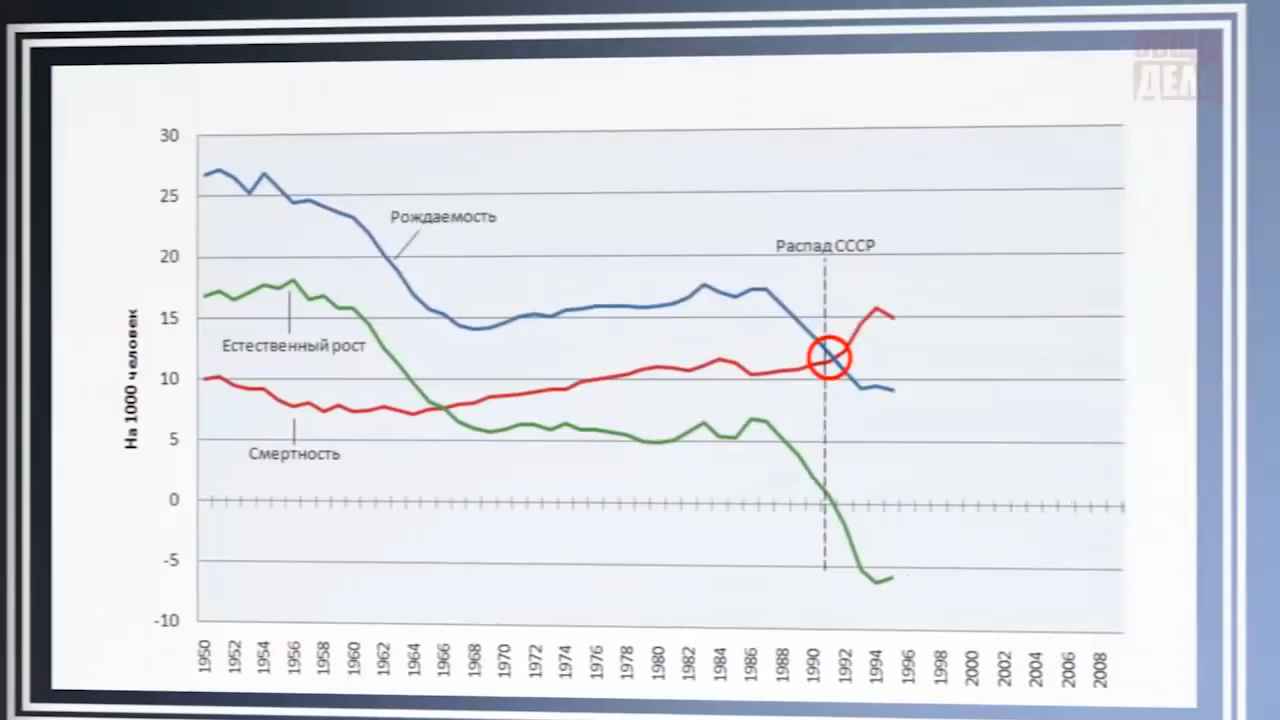 ДЕЛ
30
25
20
15
10
5
0
-5
-10
На 1000 человек
Рождаемость
Распад СССР
Естественный рост
Смертность
1950 1952 1954 1956 1958 1960 1962 1964 1966 1968 1970 1972 1974 1976 1978 1980 1982 1984 1986 1988 1990 1992 1994 1996 1998 2000 2002 2004 2006 2008